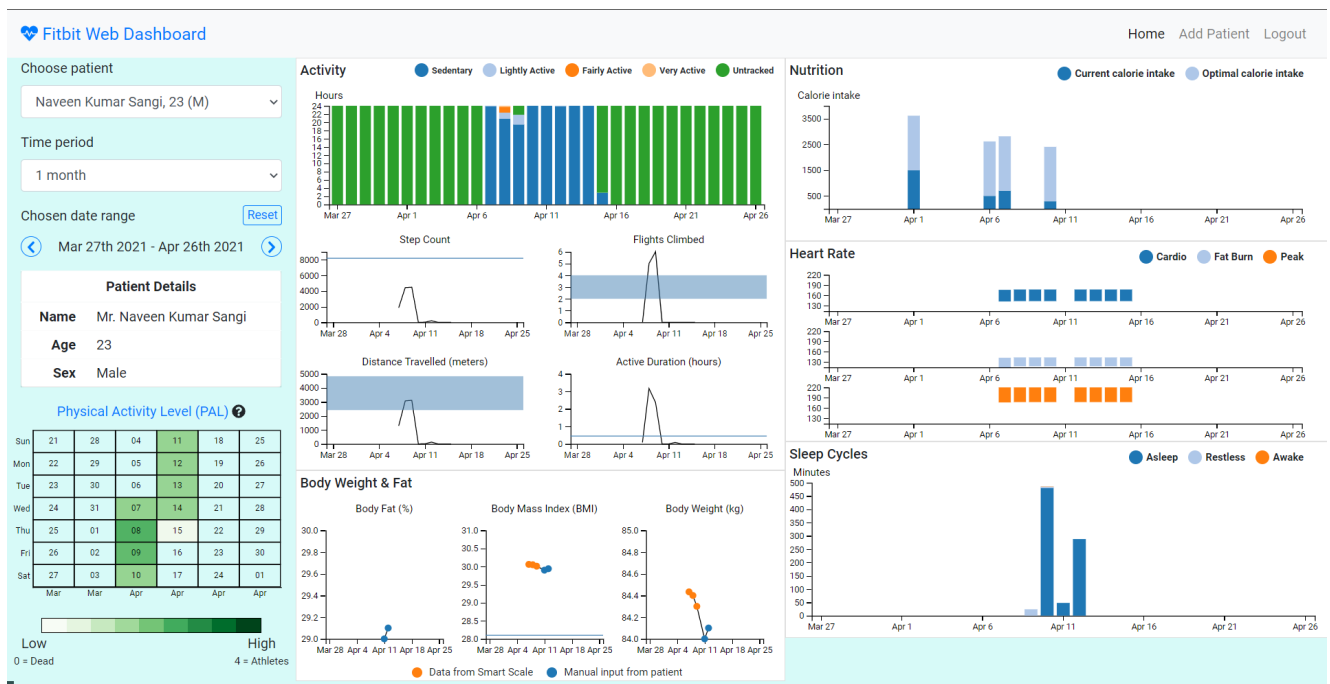 Fitbit Web Dashboard
Home Add Patient Logout
Choose patient
Naveen Kumar Sangi, 23 (M)
Time period
1 month
Chosen date range Reset
Mar 27th 2021 - Apr 26th 2021
Patient Details
Name Mr. Naveen Kumar Sangi
Age 23
Sex Male
Physical Activity Level (PAL) ?
Sun 21 28 04 11 18 25
Mon 22 29 05 12 19 26
Tue 23 30 06 13 20 27
Wed 24 31 07 14 21 28
Thu 25 01 08 15 22 29
Fri 26 02 09 16 23 30
Sat 27 03 10 17 24 01
Mar Mar Apr Apr Apr Apr
Low High
0 = Dead 4 = Athletes
Activity
Sedentary Lightly Active Fairly Active Very Active Untracked
Hours
24
22
20
18
16
14
12
10
8
6
4
2
0
Mar 27 Apr 1 Apr 6 Apr 11 Apr 16 Apr 21 Apr 26
Step Count
8000
6000
4000
2000
0
Mar 28 Apr 4 Apr 11 Apr 18 Apr 25
Flights Climbed
6
5
4
3
2
1
0
Mar 28 Apr 4 Apr 11 Apr 18 Apr 25
Distance Travelled (meters)
5000
4000
3000
2000
1000
0
Mar 28 Apr 4 Apr 11 Apr 18 Apr 25
Active Duration (hours)
4
3
2
1
0
Mar 28 Apr 4 Apr 11 Apr 18 Apr 25
Body Weight & Fat
Body Fat (%)
30.0
29.8
29.6
29.4
29.2
29.0
Mar 28 Apr 4 Apr 11 Apr 18 Apr 25
Body Mass Index (BMI)
31.0
30.5
30.0
29.5
29.0
28.5
28.0
Mar 28 Apr 4 Apr 11 Apr 18 Apr 25
Body Weight (kg)
85.0
84.8
84.6
84.4
84.2
84.0
Mar 28 Apr 4 Apr 11 Apr 18 Apr 25
Data from Smart Scale Manual input from patient
Nutrition
Current calorie intake Optimal calorie intake
Calorie intake
3500
2500
1500
500
Mar 27 Apr 1 Apr 6 Apr 11 Apr 16 Apr 21 Apr 26
Heart Rate
Cardio Fat Burn Peak
220
190
160
130
Mar 27 Apr 1 Apr 6 Apr 11 Apr 16 Apr 21 Apr 26
220
190
160
130
Mar 27 Apr 1 Apr 6 Apr 11 Apr 16 Apr 21 Apr 26
220
190
160
130
Mar 27 Apr 1 Apr 6 Apr 11 Apr 16 Apr 21 Apr 26
Sleep Cycles
Asleep Restless Awake
Minutes
500
450
400
350
300
250
200
150
100
50
0
Mar 27 Apr 1 Apr 6 Apr 11 Apr 16 Apr 21 Apr 26